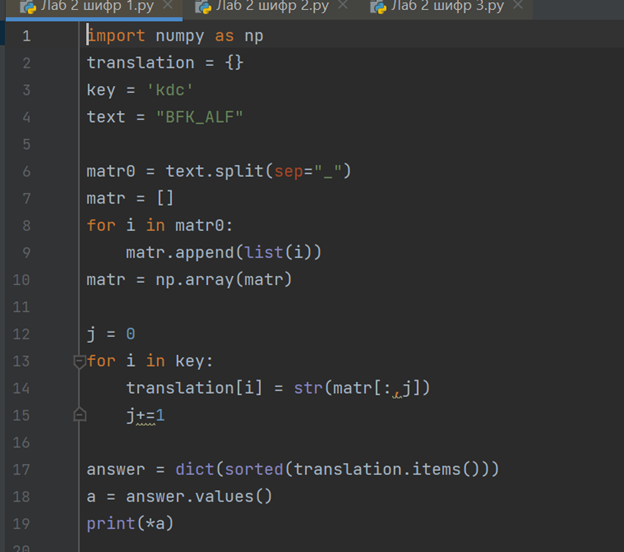 Лаб 2 шифр 1.py × Лаб 2 шифр 2.py × Лаб 2 шифр 3.py ×
1 import numpy as np
2 translation = {}
3 key = 'kdc'
4 text = "BFK_ALF"
5
6 matr0 = text.split(sep="_")
7 matr = []
8 for i in matr0:
9     matr.append(list(i))
10 matr = np.array(matr)
11
12 j = 0
13 for i in key:
14     translation[i] = str(matr[:,j])
15     j+=1
16
17 answer = dict(sorted(translation.items()))
18 a = answer.values()
19 print(*a)
20